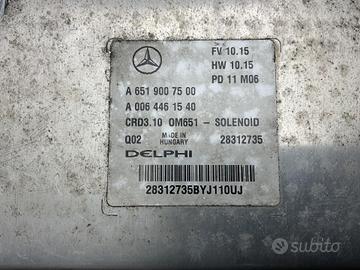 FV 10.15
HW 10.15
PD 11 M06
A 651 900 75 00
A 006 446 15 40
CRD3.10 OM651 - SOLENOID
Q02 MADE IN HUNGARY 28312735
DELPHI
28312735BYJ110UJ
subito